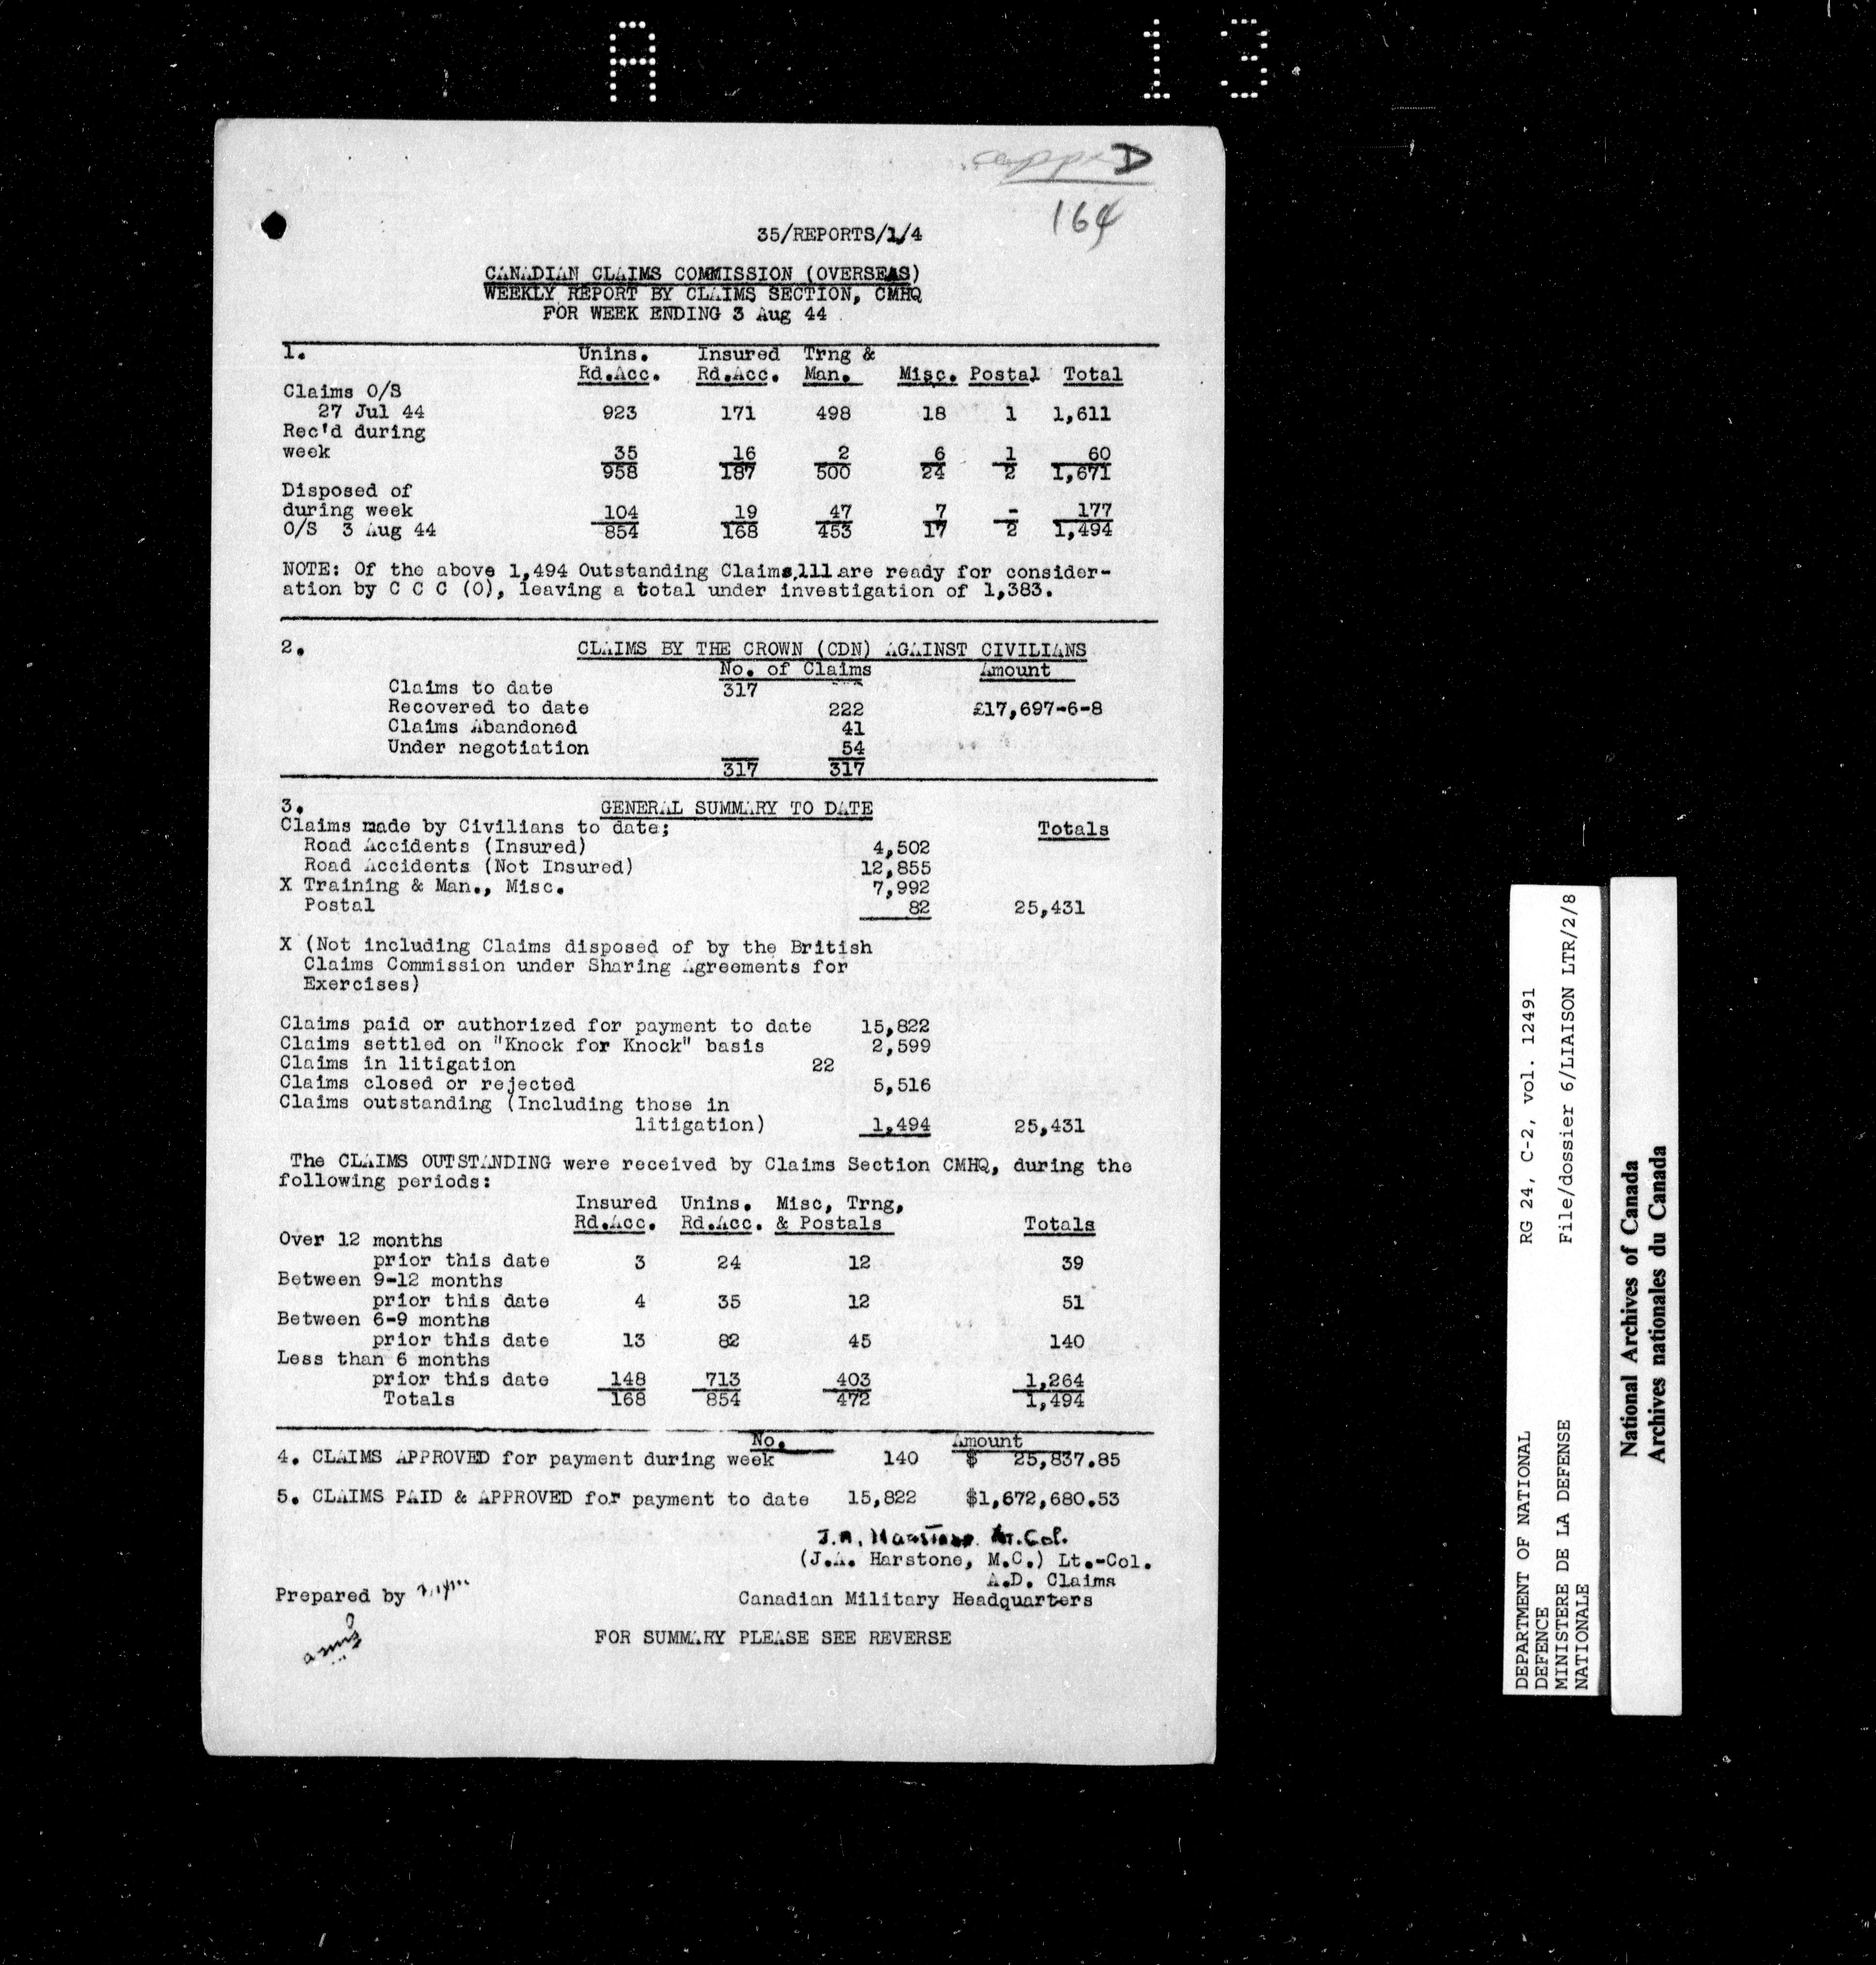 A 13
app D
164
35/REPORTS/1/4
CANADIAN CLAIMS COMMISSION (OVERSEAS)
WEEKLY REPORT BY CLAIMS SECTION, CMHQ
FOR WEEK ENDING 3 Aug 44
1. Unins. Insured Trng &
Rd.Acc. Rd.Acc. Man. Misc. Postal Total
Claims O/S
27 Jul 44 923 171 498 18 1 1,611
Rec'd during
week 35 16 2 6 1 60
958 187 500 24 2 1,671
Disposed of
during week 104 19 47 7 - 177
O/S 3 Aug 44 854 168 453 17 2 1,494
NOTE: Of the above 1,494 Outstanding Claims,111 are ready for consider-
ation by C C C (O), leaving a total under investigation of 1,383.
2. CLAIMS BY THE CROWN (CDN) AGAINST CIVILIANS
No. of Claims Amount
Claims to date 317
Recovered to date 222 £17,697-6-8
Claims Abandoned 41
Under negotiation 54
317 317
3. GENERAL SUMMARY TO DATE
Claims made by Civilians to date; Totals
Road Accidents (Insured) 4,502
Road Accidents (Not Insured) 12,855
X Training & Man., Misc. 7,992
Postal 82 25,431
X (Not including Claims disposed of by the British
Claims Commission under Sharing Agreements for
Exercises)
Claims paid or authorized for payment to date 15,822
Claims settled on "Knock for Knock" basis 2,599
Claims in litigation 22
Claims closed or rejected 5,516
Claims outstanding (Including those in
litigation) 1,494 25,431
The CLAIMS OUTSTANDING were received by Claims Section CMHQ, during the
following periods:
Insured Unins. Misc, Trng,
Rd.Acc. Rd.Acc. & Postals Totals
Over 12 months
prior this date 3 24 12 39
Between 9-12 months
prior this date 4 35 12 51
Between 6-9 months
prior this date 13 82 45 140
Less than 6 months
prior this date 148 713 403 1,264
Totals 168 854 472 1,494
No. Amount
4. CLAIMS APPROVED for payment during week 140 $ 25,837.85
5. CLAIMS PAID & APPROVED for payment to date 15,822 $1,672,680.53
J.A. Harstone Lt.Col.
(J.A. Harstone, M.C.) Lt.-Col.
A.D. Claims
Prepared by
Canadian Military Headquarters
FOR SUMMARY PLEASE SEE REVERSE
DEPARTMENT OF NATIONAL RG 24, C-2, vol. 12491
DEFENCE
MINISTERE DE LA DEFENSE File/dossier 6/LIAISON LTR/2/8
NATIONALE
National Archives of Canada
Archives nationales du Canada